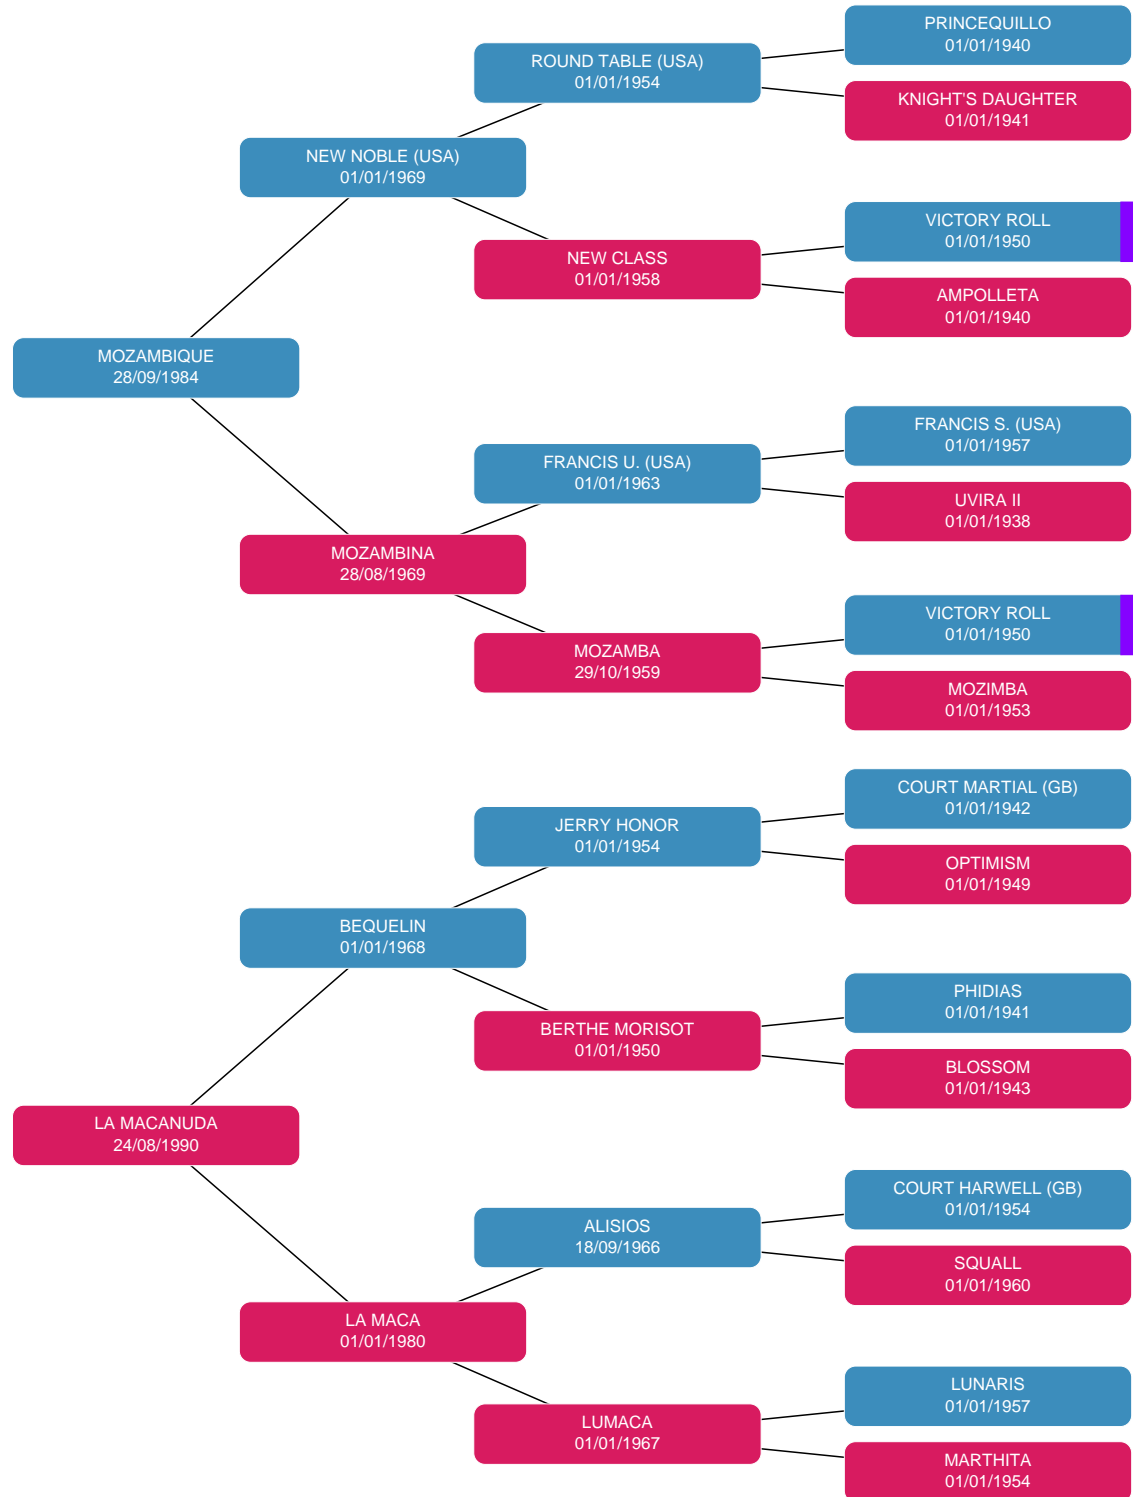 PRINCEQUILLO
01/01/1940
ROUND TABLE (USA)
01/01/1954
KNIGHT'S DAUGHTER
01/01/1941
NEW NOBLE (USA)
01/01/1969
VICTORY ROLL
01/01/1950
NEW CLASS
01/01/1958
AMPOLLETA
01/01/1940
MOZAMBIQUE
28/09/1984
FRANCIS S. (USA)
01/01/1957
FRANCIS U. (USA)
01/01/1963
UVIRA II
01/01/1938
MOZAMBINA
28/08/1969
VICTORY ROLL
01/01/1950
MOZAMBA
29/10/1959
MOZIMBA
01/01/1953
COURT MARTIAL (GB)
01/01/1942
JERRY HONOR
01/01/1954
OPTIMISM
01/01/1949
BEQUELIN
01/01/1968
PHIDIAS
01/01/1941
BERTHE MORISOT
01/01/1950
BLOSSOM
01/01/1943
LA MACANUDA
24/08/1990
COURT HARWELL (GB)
01/01/1954
ALISIOS
18/09/1966
SQUALL
01/01/1960
LA MACA
01/01/1980
LUNARIS
01/01/1957
LUMACA
01/01/1967
MARTHITA
01/01/1954